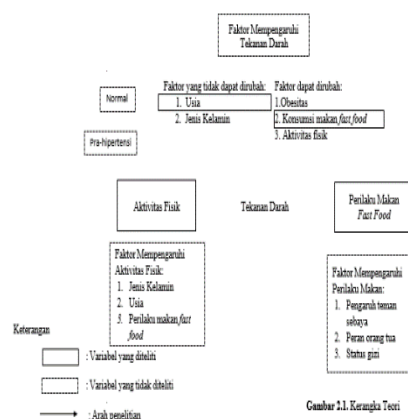 Faktor Mempengaruhi
Tekanan Darah
Normal
Pra-hipertensi
Faktor yang tidak dapat dirubah:
1. Usia
2. Jenis Kelamin
Faktor dapat dirubah:
1.Obesitas
2. Konsumsi makan fast food
3. Aktivitas fisik
Aktivitas Fisik
Tekanan Darah
Perilaku Makan
Fast Food
Faktor Mempengaruhi
Aktivitas Fisik:
1. Jenis Kelamin
2. Usia
3. Perilaku makan fast
food
Faktor Mempengaruhi
Perilaku Makan:
1. Pengaruh teman
sebaya
2. Peran orang tua
3. Status gizi
Keterangan
: Variabel yang diteliti
: Variabel yang tidak diteliti
: Arah penelitian
Gambar 2.1. Kerangka Teori